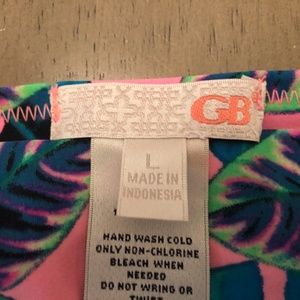 GB
L
MADE IN
INDONESIA
HAND WASH COLD
ONLY NON-CHLORINE
BLEACH WHEN
NEEDED
DO NOT WRING OR